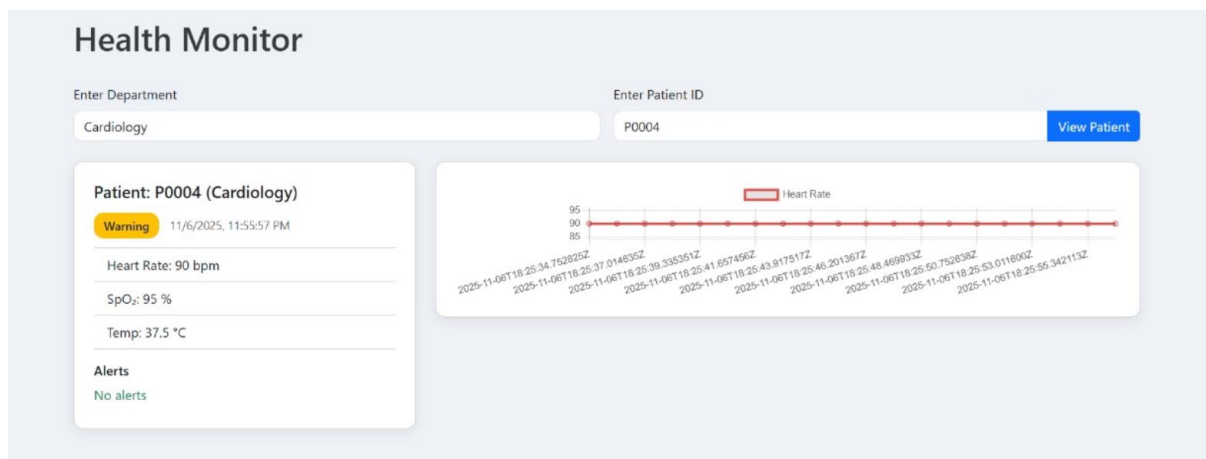 Health Monitor
Enter Department
Enter Patient ID
Cardiology
P0004
View Patient
Patient: P0004 (Cardiology)
Warning 11/6/2025, 11:55:57 PM
Heart Rate: 90 bpm
SpO₂: 95 %
Temp: 37.5 °C
Alerts
No alerts
Heart Rate
95
90
85
2025-11-06T18:25:34.752825Z
2025-11-06T18:25:37.014635Z
2025-11-06T18:25:39.335351Z
2025-11-06T18:25:41.657456Z
2025-11-06T18:25:43.917517Z
2025-11-06T18:25:46.201367Z
2025-11-06T18:25:48.469933Z
2025-11-06T18:25:50.752838Z
2025-11-06T18:25:53.011600Z
2025-11-06T18:25:55.342113Z